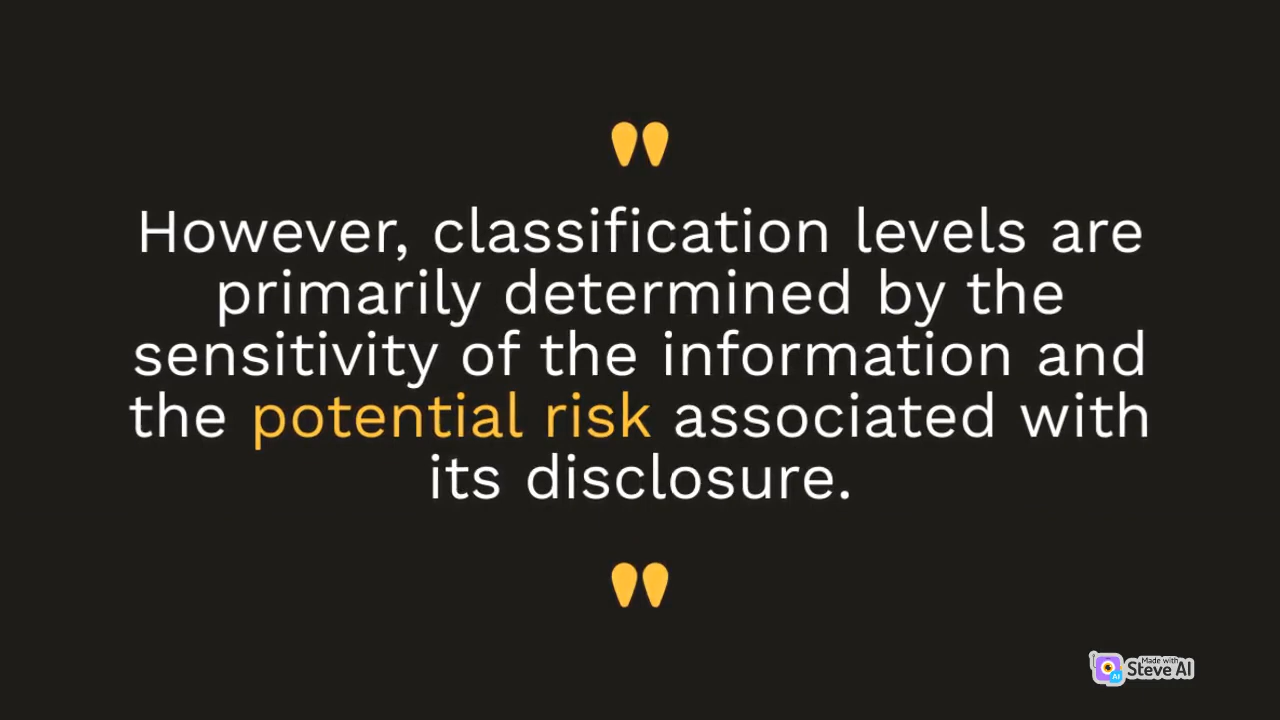 "
However, classification levels are
primarily determined by the
sensitivity of the information and
the potential risk associated with
its disclosure.
"
Made with
Steve AI
AI